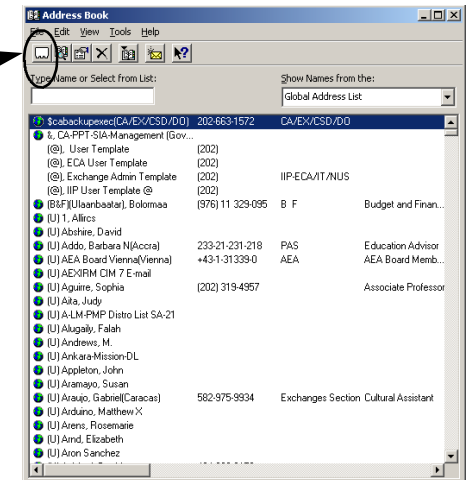 Address Book
File Edit View Tools Help
Type Name or Select from List:
Show Names from the:
Global Address List
$cabackupexec(CA/EX/CSD/DO) 202-663-1572 CA/EX/CSD/DO
&, CA-PPT-SIA-Management (Gov...
(@), User Template (202)
(@), ECA User Template (202)
(@), Exchange Admin Template (202) IIP-ECA/IT/NUS
(@), IIP User Template @ (202)
(B&F)(Ulaanbaatar), Bolormaa (976) 11 329-095 B F Budget and Finan...
(U) 1, Allircs
(U) Abshire, David
(U) Addo, Barbara N(Accra) 233-21-231-218 PAS Education Advisor
(U) AEA Board Vienna(Vienna) +43-1-31339-0 AEA AEA Board Memb...
(U) AEXIRM CIM 7 E-mail
(U) Aguirre, Sophia (202) 319-4957 Associate Professor
(U) Aita, Judy
(U) A-LM-PMP Distro List SA-21
(U) Alugaily, Falah
(U) Andrews, M.
(U) Ankara-Mission-DL
(U) Appleton, John
(U) Aramayo, Susan
(U) Araujo, Gabriel(Caracas) 582-975-9934 Exchanges Section Cultural Assistant
(U) Arduino, Matthew X
(U) Arens, Rosemarie
(U) Arnd, Elizabeth
(U) Aron Sanchez